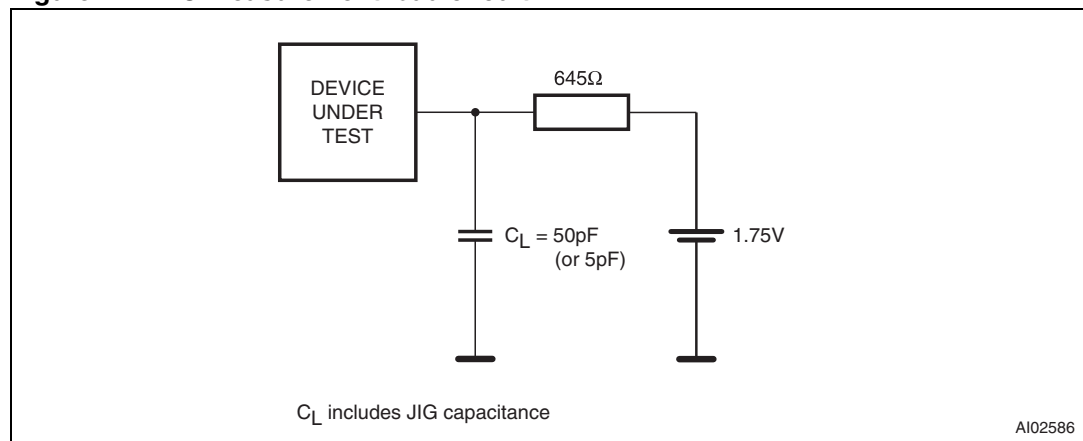 DEVICE
UNDER
TEST
645Ω
CL = 50pF
(or 5pF)
1.75V
CL includes JIG capacitance
AI02586